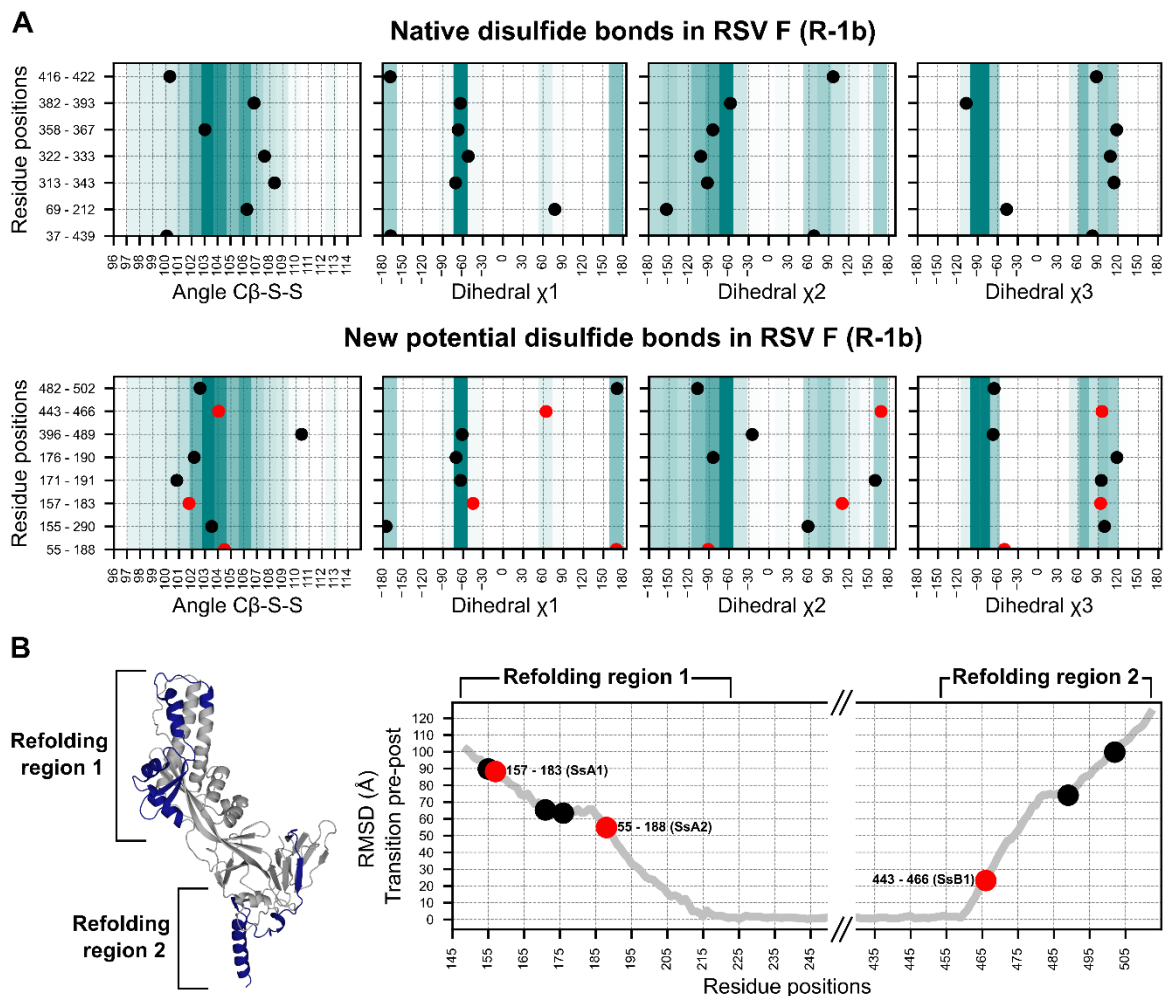 A
Native disulfide bonds in RSV F (R-1b)
Residue positions
416 - 422
382 - 393
358 - 367
322 - 333
313 - 343
69 - 212
37 - 439
96 97 98 99 100 101 102 103 104 105 106 107 108 109 110 111 112 113 114
−180 −150 −120 −90 −60 −30 0 30 60 90 120 150 180
−180 −150 −120 −90 −60 −30 0 30 60 90 120 150 180
−180 −150 −120 −90 −60 −30 0 30 60 90 120 150 180
Angle Cβ-S-S
Dihedral χ1
Dihedral χ2
Dihedral χ3
New potential disulfide bonds in RSV F (R-1b)
Residue positions
482 - 502
443 - 466
396 - 489
176 - 190
171 - 191
157 - 183
155 - 290
55 - 188
96 97 98 99 100 101 102 103 104 105 106 107 108 109 110 111 112 113 114
−180 −150 −120 −90 −60 −30 0 30 60 90 120 150 180
−180 −150 −120 −90 −60 −30 0 30 60 90 120 150 180
−180 −150 −120 −90 −60 −30 0 30 60 90 120 150 180
Angle Cβ-S-S
Dihedral χ1
Dihedral χ2
Dihedral χ3
B
Refolding
region 1
Refolding
region 2
Refolding region 1
//
Refolding region 2
RMSD (Å)
Transition pre-post
120
110
100
90
80
70
60
50
40
30
20
10
0
157 - 183 (SsA1)
55 - 188 (SsA2)
443 - 466 (SsB1)
//
145 155 165 175 185 195 205 215 225 235 245 435 445 455 465 475 485 495 505
Residue positions